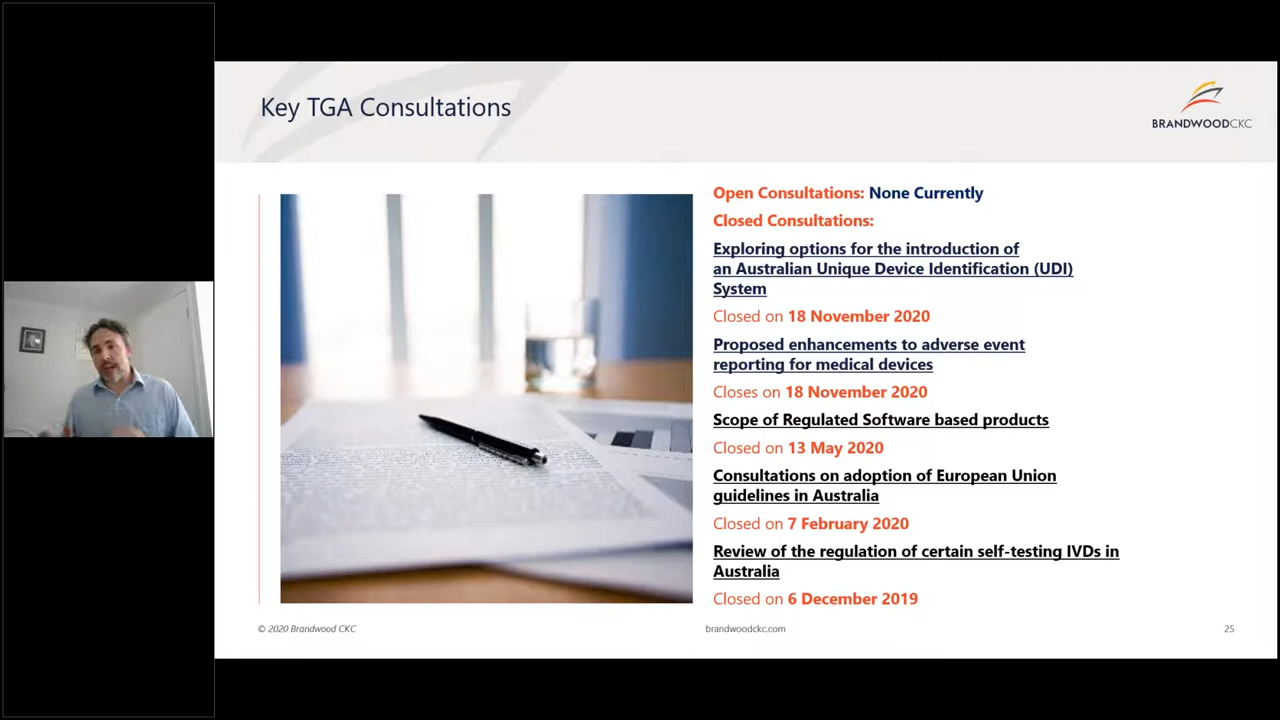 Key TGA Consultations
BRANDWOODCKC
Open Consultations: None Currently
Closed Consultations:
Exploring options for the introduction of
an Australian Unique Device Identification (UDI)
System
Closed on 18 November 2020
Proposed enhancements to adverse event
reporting for medical devices
Closes on 18 November 2020
Scope of Regulated Software based products
Closed on 13 May 2020
Consultations on adoption of European Union
guidelines in Australia
Closed on 7 February 2020
Review of the regulation of certain self-testing IVDs in
Australia
Closed on 6 December 2019
© 2020 Brandwood CKC
brandwoodckc.com
25